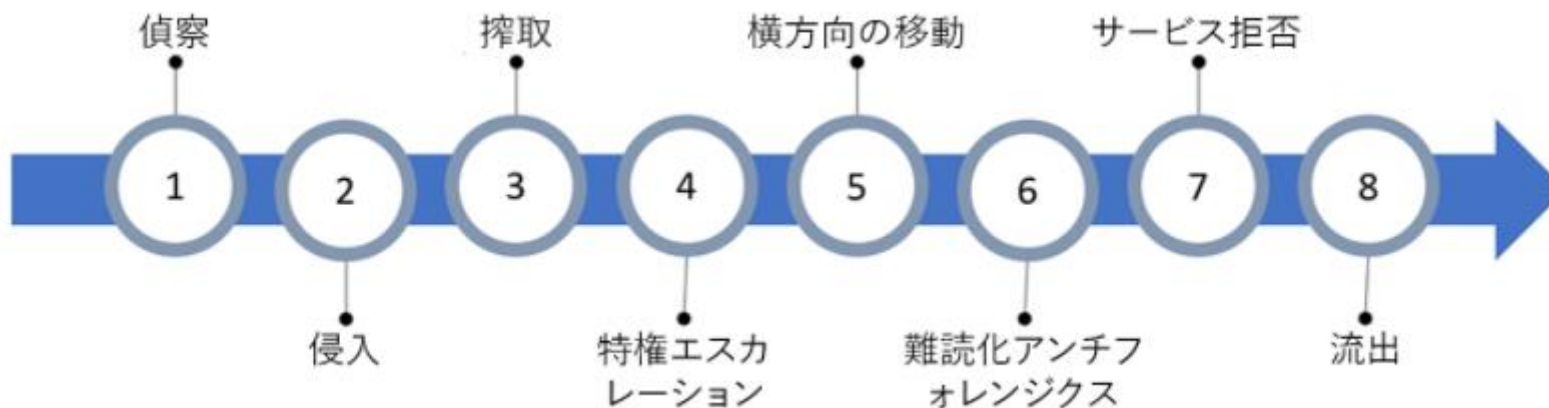 偵察
搾取
横方向の移動
サービス拒否
1
2
3
4
5
6
7
8
侵入
特権エスカ
レーション
難読化アンチフ
ォレンジクス
流出